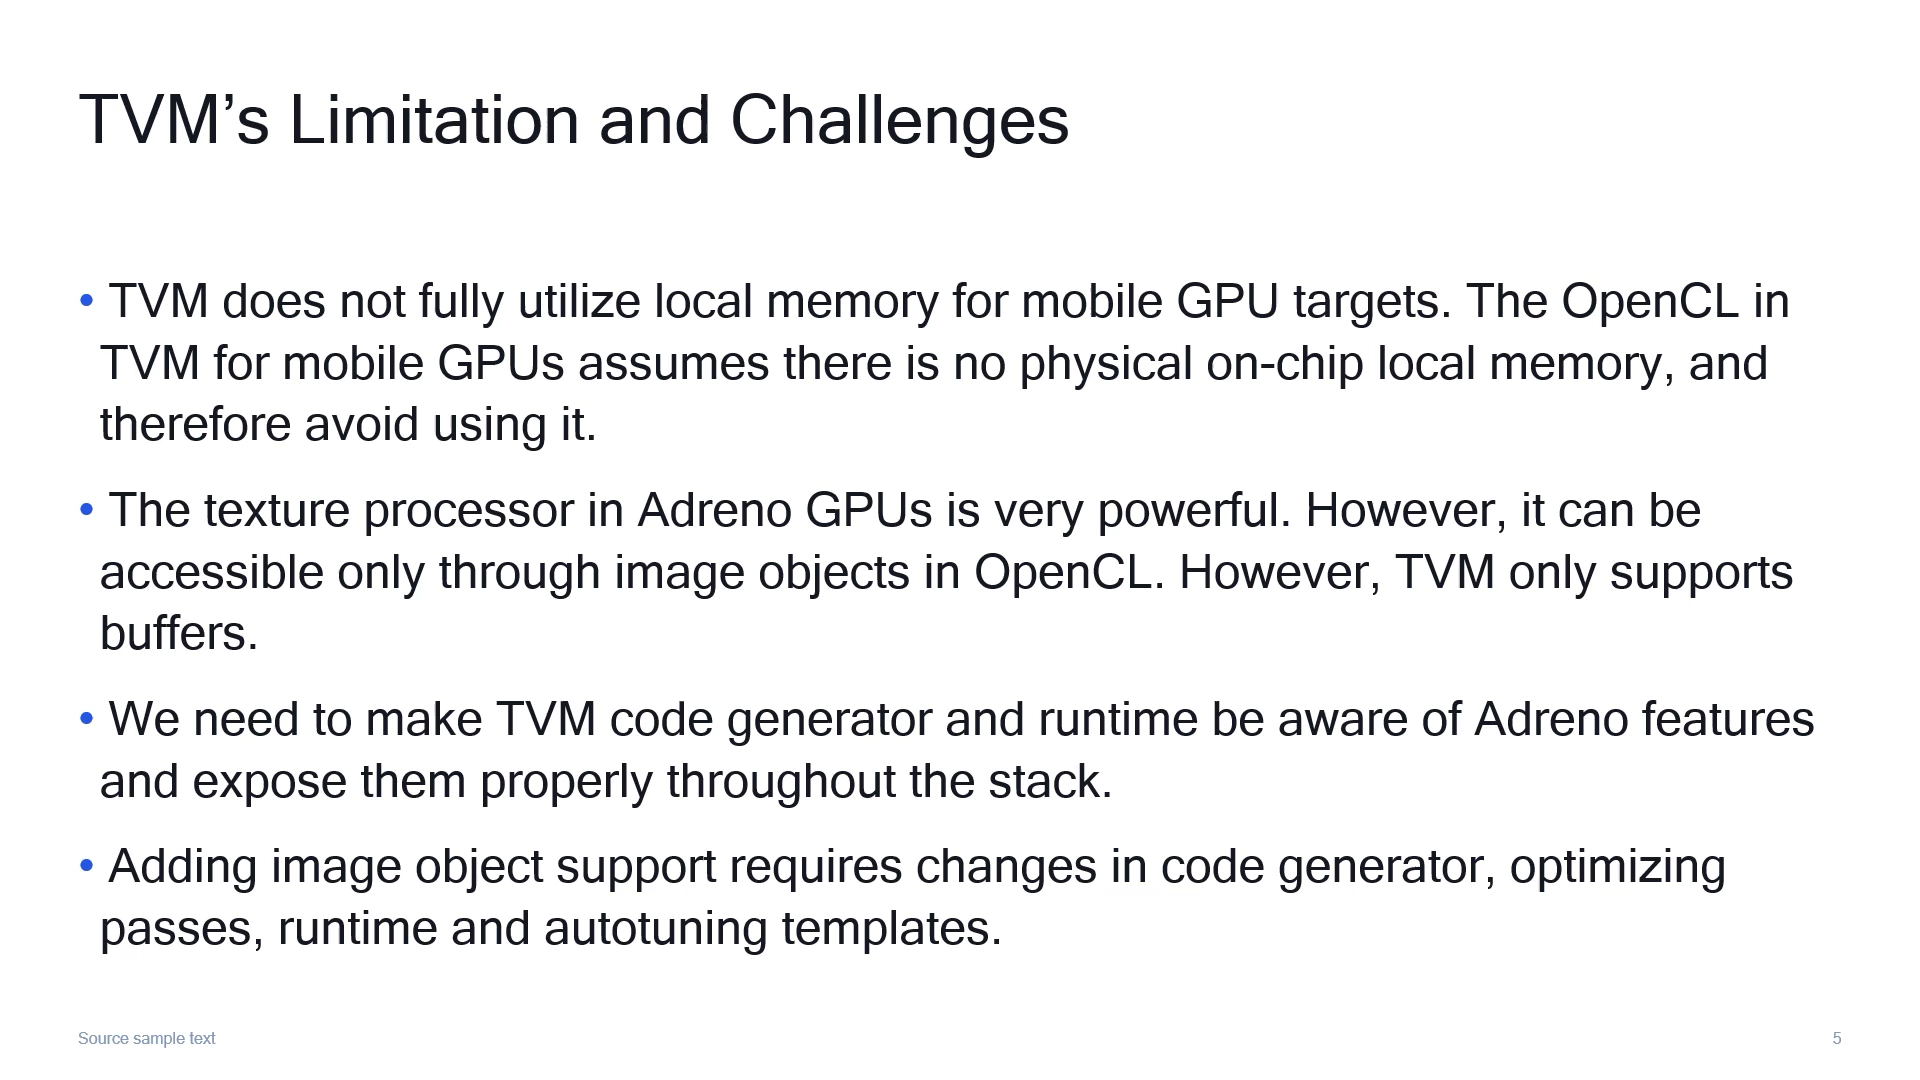 TVM’s Limitation and Challenges
• TVM does not fully utilize local memory for mobile GPU targets. The OpenCL in
TVM for mobile GPUs assumes there is no physical on-chip local memory, and
therefore avoid using it.
• The texture processor in Adreno GPUs is very powerful. However, it can be
accessible only through image objects in OpenCL. However, TVM only supports
buffers.
• We need to make TVM code generator and runtime be aware of Adreno features
and expose them properly throughout the stack.
• Adding image object support requires changes in code generator, optimizing
passes, runtime and autotuning templates.
Source sample text
5